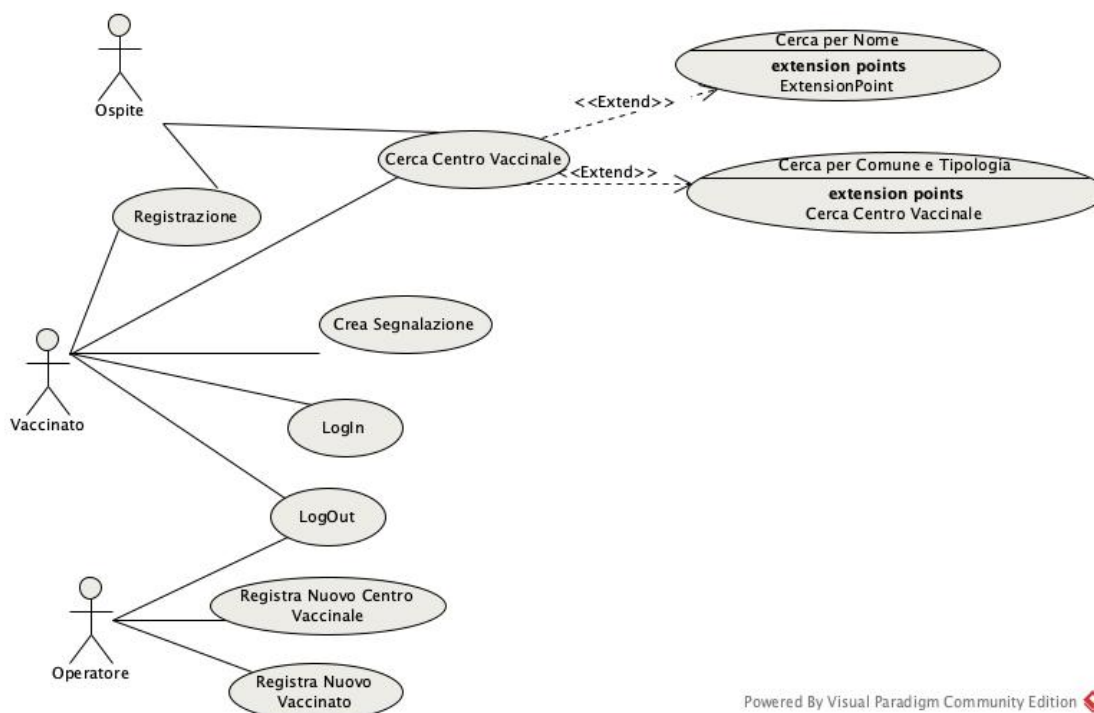 Ospite
Cerca per Nome
extension points
ExtensionPoint
<<Extend>>
Cerca Centro Vaccinale
<<Extend>>
Cerca per Comune e Tipologia
extension points
Cerca Centro Vaccinale
Registrazione
Crea Segnalazione
Vaccinato
LogIn
LogOut
Operatore
Registra Nuovo Centro
Vaccinale
Registra Nuovo
Vaccinato
Powered By Visual Paradigm Community Edition